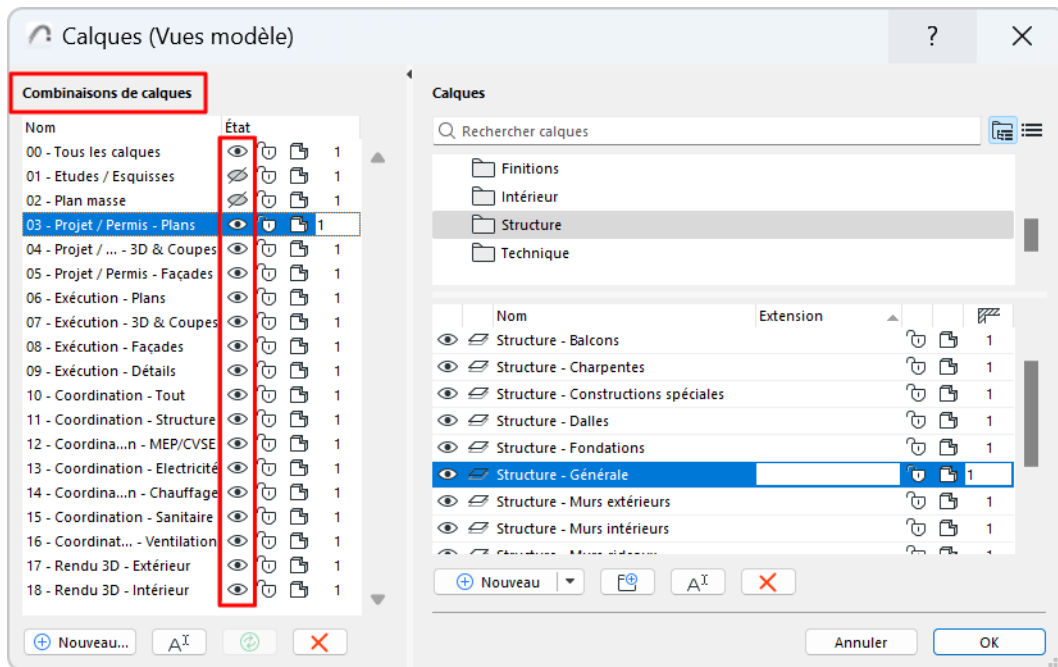 Calques (Vues modèle)
?
Combinaisons de calques
Nom État
00 - Tous les calques 1
01 - Etudes / Esquisses 1
02 - Plan masse 1
03 - Projet / Permis - Plans 1
04 - Projet / ... - 3D & Coupes 1
05 - Projet / Permis - Façades 1
06 - Exécution - Plans 1
07 - Exécution - 3D & Coupes 1
08 - Exécution - Façades 1
09 - Exécution - Détails 1
10 - Coordination - Tout 1
11 - Coordination - Structure 1
12 - Coordina...n - MEP/CVSE 1
13 - Coordination - Electricité 1
14 - Coordina...n - Chauffage 1
15 - Coordination - Sanitaire 1
16 - Coordinat... - Ventilation 1
17 - Rendu 3D - Extérieur 1
18 - Rendu 3D - Intérieur 1
Nouveau...
Calques
Rechercher calques
Finitions
Intérieur
Structure
Technique
Nom Extension
Structure - Balcons 1
Structure - Charpentes 1
Structure - Constructions spéciales 1
Structure - Dalles 1
Structure - Fondations 1
Structure - Générale 1
Structure - Murs extérieurs 1
Structure - Murs intérieurs 1
Structure - Murs rideaux 1
Nouveau
Annuler OK